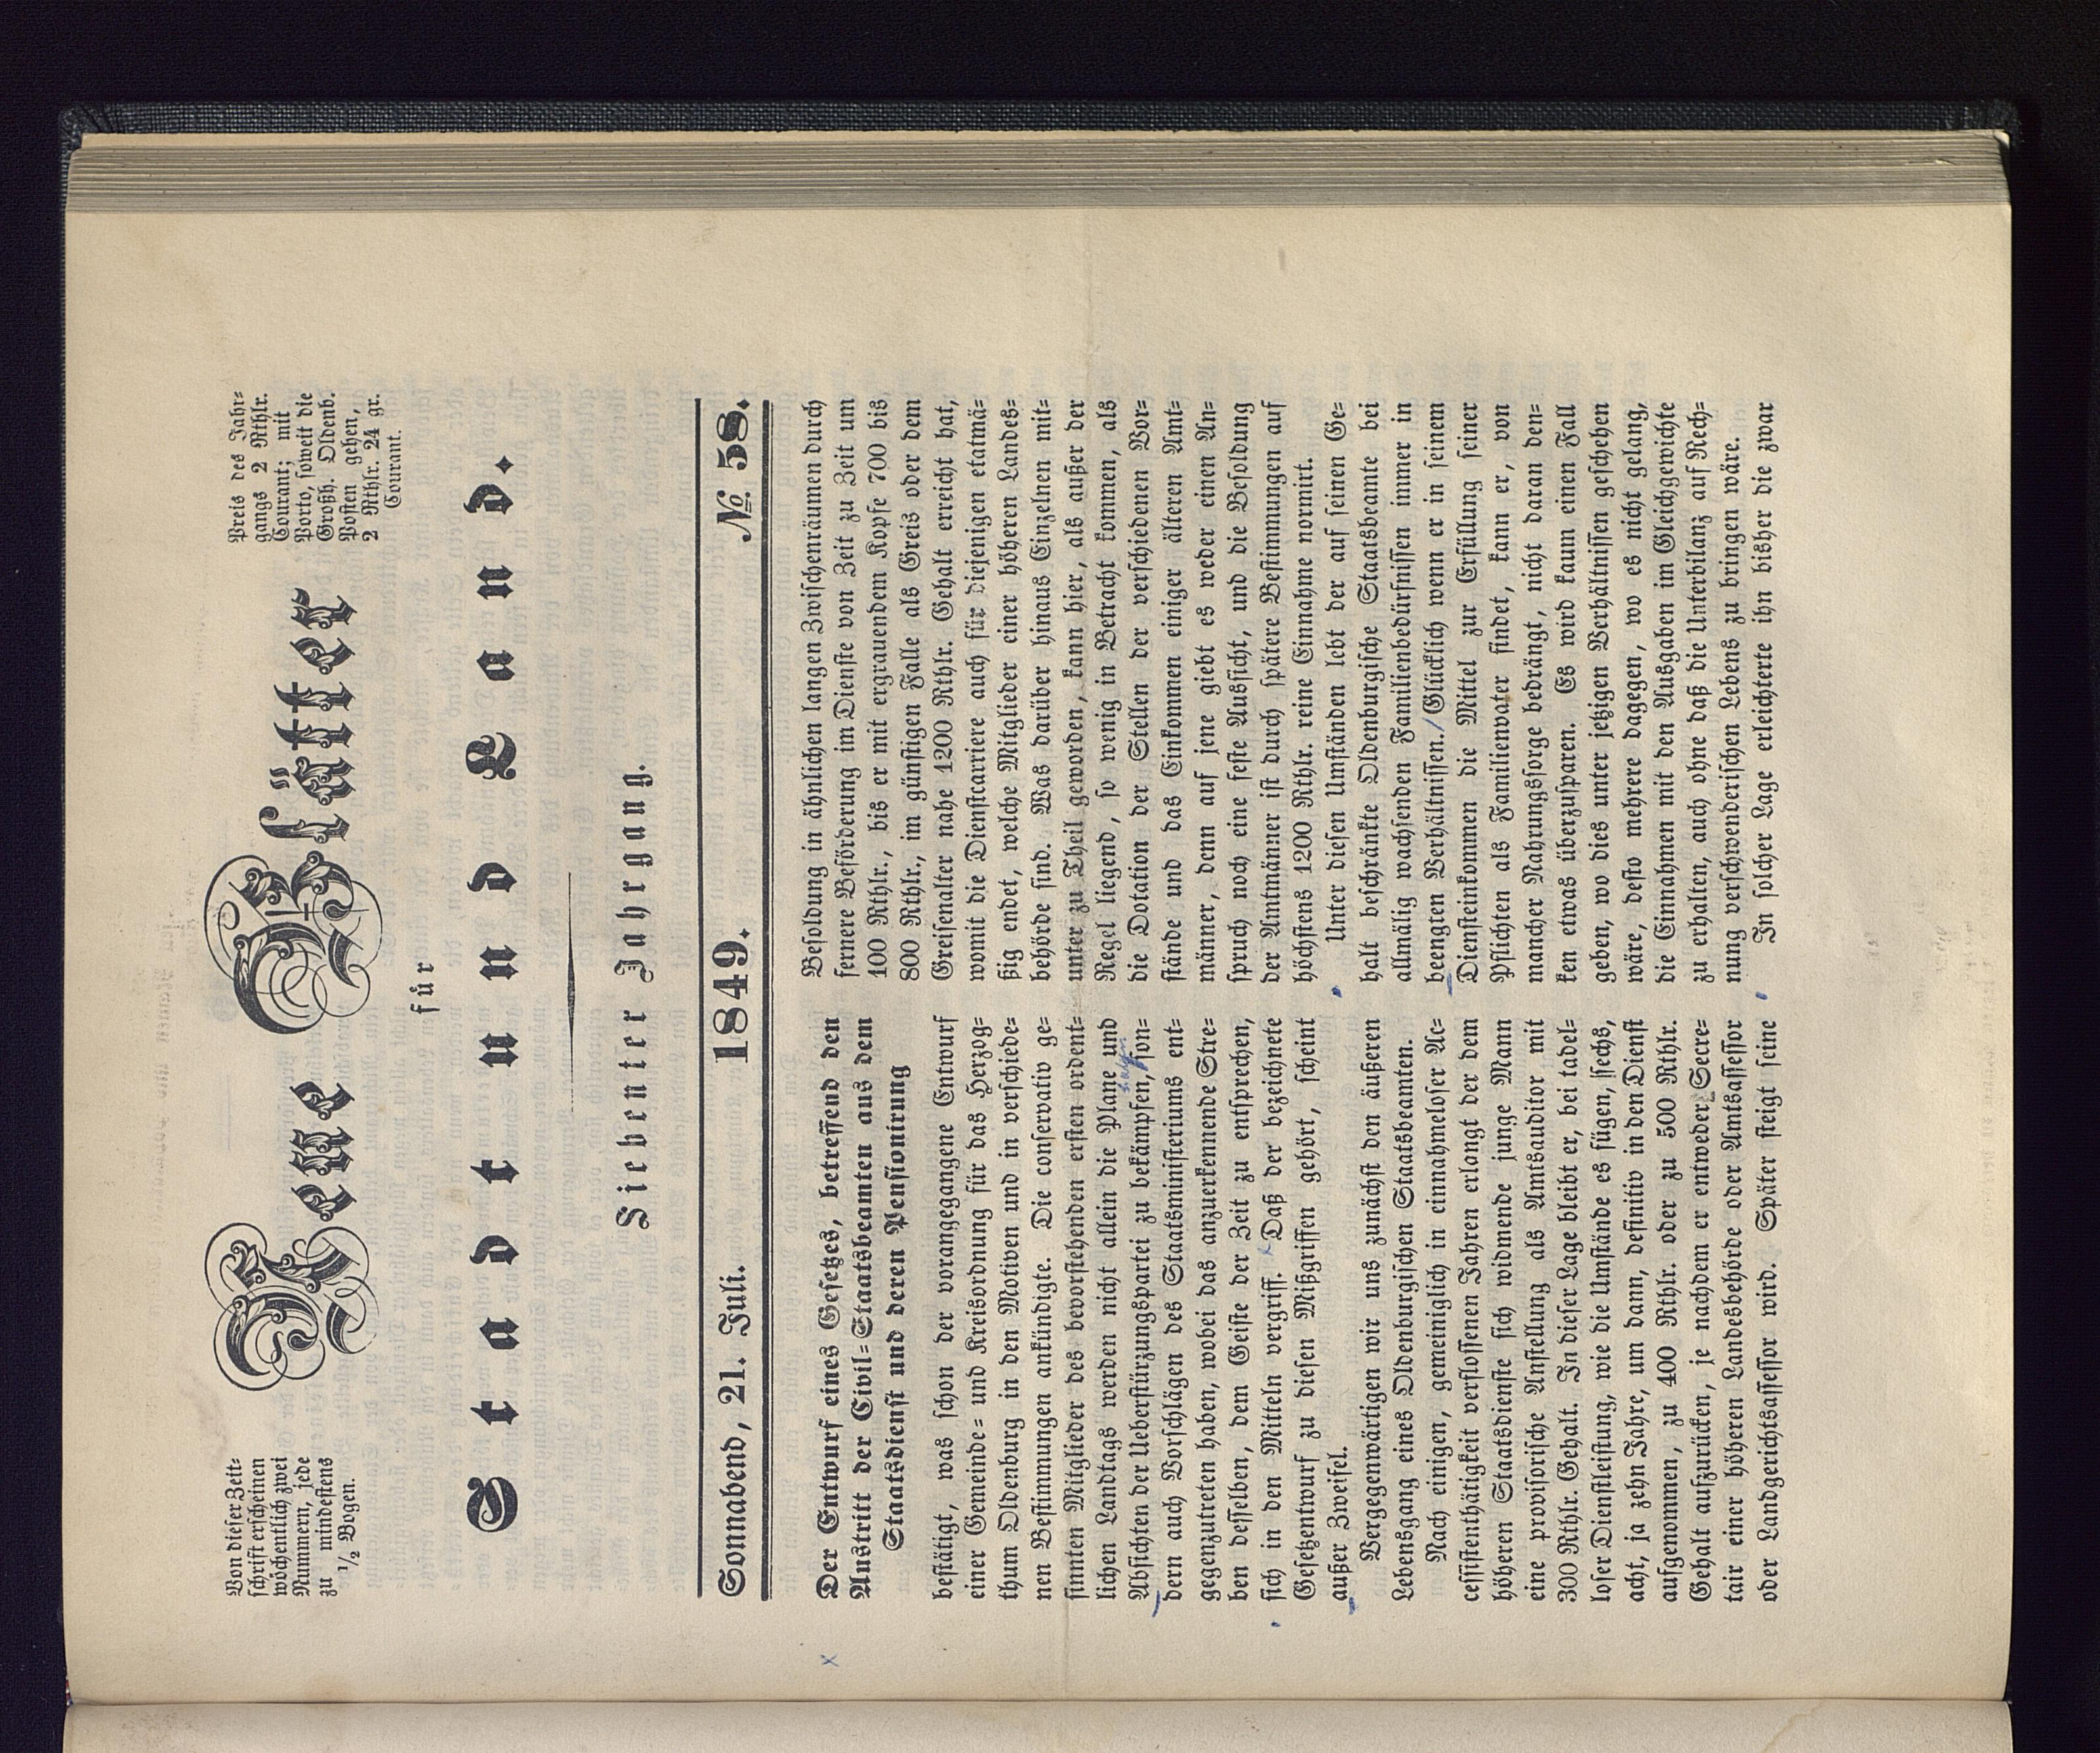 Von dieser Zeit=
schrift erscheinen
wöchentlich zwei
Nummern, jede
zu mindestens
1/2 Bogen.
Neue Blätter
Preis des Jahr=
gangs 2 Rthlr.
Courant; mit
Porto, soweit die
Großh. Oldenb.
Posten gehen,
2 Rthlr. 24 gr.
Courant.
für
Stadt und Land.
Siebenter Jahrgang.
Sonnabend, 21. Juli. 1849. №. 58.
Der Entwurf eines Gesetzes, betreffend den
Austritt der Civil=Staatsbeamten aus dem
Staatsdienst und deren Pensionirung
bestätigt, was schon der vorangegangene Entwurf
einer Gemeinde= und Kreisordnung für das Herzog=
thum Oldenburg in den Motiven und in verschiede=
nen Bestimmungen ankündigte. Die conservativ ge=
sinnten Mitglieder des bevorstehenden ersten ordent=
lichen Landtags werden nicht allein die Plane und
Absichten der Ueberstürzungspartei zu bekämpfen, son=
dern auch Vorschlägen des Staatsministeriums ent=
gegenzutreten haben, wobei das anzuerkennende Stre=
ben desselben, dem Geiste der Zeit zu entsprechen,
sich in den Mitteln vergriff. Daß der bezeichnete
Gesetzentwurf zu diesen Mißgriffen gehört, scheint
außer Zweifel.
Vergegenwärtigen wir uns zunächst den äußeren
Lebensgang eines Oldenburgischen Staatsbeamten.
Nach einigen, gemeiniglich in einnahmeloser Ac=
cessistenthätigkeit verflossenen Jahren erlangt der dem
höheren Staatsdienste sich widmende junge Mann
eine provisorische Anstellung als Amtsauditor mit
300 Rthlr. Gehalt. In dieser Lage bleibt er, bei tadel=
loser Dienstleistung, wie die Umstände es fügen, sechs,
acht, ja zehn Jahre, um dann, definitiv in den Dienst
aufgenommen, zu 400 Rthlr. oder zu 500 Rthlr.
Gehalt aufzurücken, je nachdem er entweder Secre=
tair einer höheren Landesbehörde oder Amtsassessor
oder Landgerichtsassessor wird. Später steigt seine
Besoldung in ähnlichen langen Zwischenräumen durch
fernere Beförderung im Dienste von Zeit zu Zeit um
100 Rthlr., bis er mit ergrauendem Kopfe 700 bis
800 Rthlr., im günstigen Falle als Greis oder dem
Greisenalter nahe 1200 Rthlr. Gehalt erreicht hat,
womit die Dienstcarriere auch für diejenigen etatmä=
ßig endet, welche Mitglieder einer höheren Landes=
behörde sind. Was darüber hinaus Einzelnen mit=
unter zu Theil geworden, kann hier, als außer der
Regel liegend, so wenig in Betracht kommen, als
die Dotation der Stellen der verschiedenen Vor=
stände und das Einkommen einiger älteren Amt=
männer, denn auf jene giebt es weder einen An=
spruch noch eine feste Aussicht, und die Besoldung
der Amtmänner ist durch spätere Bestimmungen auf
höchstens 1200 Rthlr. reine Einnahme normirt.
Unter diesen Umständen lebt der auf seinen Ge=
halt beschränkte Oldenburgische Staatsbeamte bei
allmälig wachsenden Familienbedürfnissen immer in
beengten Verhältnissen. Glücklich wenn er in seinem
Diensteinkommen die Mittel zur Erfüllung seiner
Pflichten als Familienvater findet, kann er, von
mancher Nahrungssorge bedrängt, nicht daran den=
ken etwas überzusparen. Es wird kaum einen Fall
geben, wo dies unter jetzigen Verhältnissen geschehen
wäre, desto mehrere dagegen, wo es nicht gelang,
die Einnahmen mit den Ausgaben im Gleichgewichte
zu erhalten, auch ohne daß die Unterbilanz auf Rech=
nung verschwenderischen Lebens zu bringen wäre.
In solcher Lage erleichterte ihn bisher die zwar